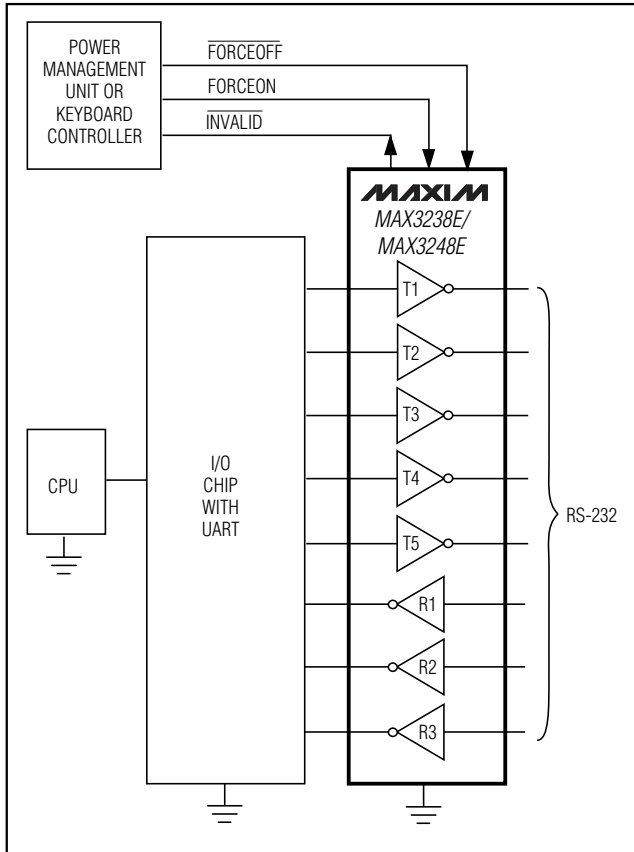 POWER
MANAGEMENT
UNIT OR
KEYBOARD
CONTROLLER
FORCEOFF
FORCEON
INVALID
MAXIM
MAX3238E/
MAX3248E
T1
T2
T3
T4
T5
R1
R2
R3
CPU
I/O
CHIP
WITH
UART
RS-232